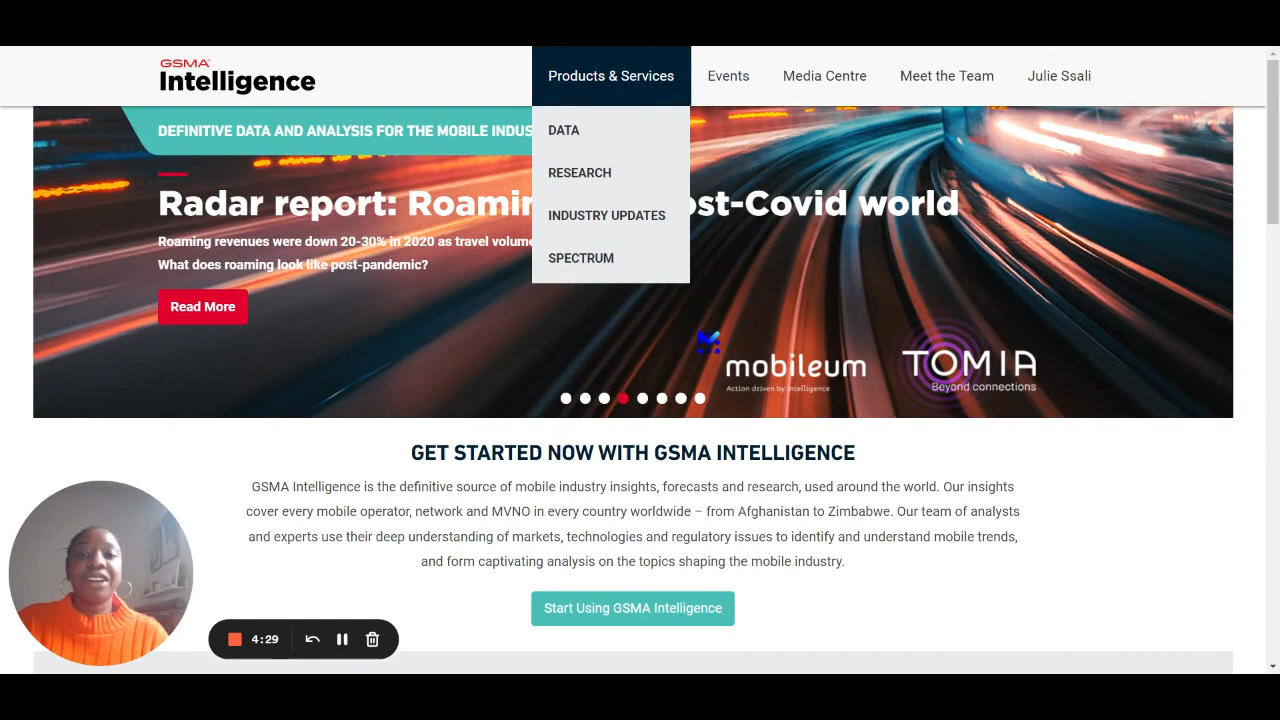 GSMA
Intelligence
Products & Services
Events
Media Centre
Meet the Team
Julie Ssali
DATA
RESEARCH
INDUSTRY UPDATES
SPECTRUM
DEFINITIVE DATA AND ANALYSIS FOR THE MOBILE INDUS
Radar report: Roamin
ost-Covid world
Roaming revenues were down 20-30% in 2020 as travel volume
What does roaming look like post-pandemic?
Read More
mobileum
Action driven by intelligence
TOMIA
Beyond connections
GET STARTED NOW WITH GSMA INTELLIGENCE
GSMA Intelligence is the definitive source of mobile industry insights, forecasts and research, used around the world. Our insights
cover every mobile operator, network and MVNO in every country worldwide – from Afghanistan to Zimbabwe. Our team of analysts
and experts use their deep understanding of markets, technologies and regulatory issues to identify and understand mobile trends,
and form captivating analysis on the topics shaping the mobile industry.
Start Using GSMA Intelligence
4:29